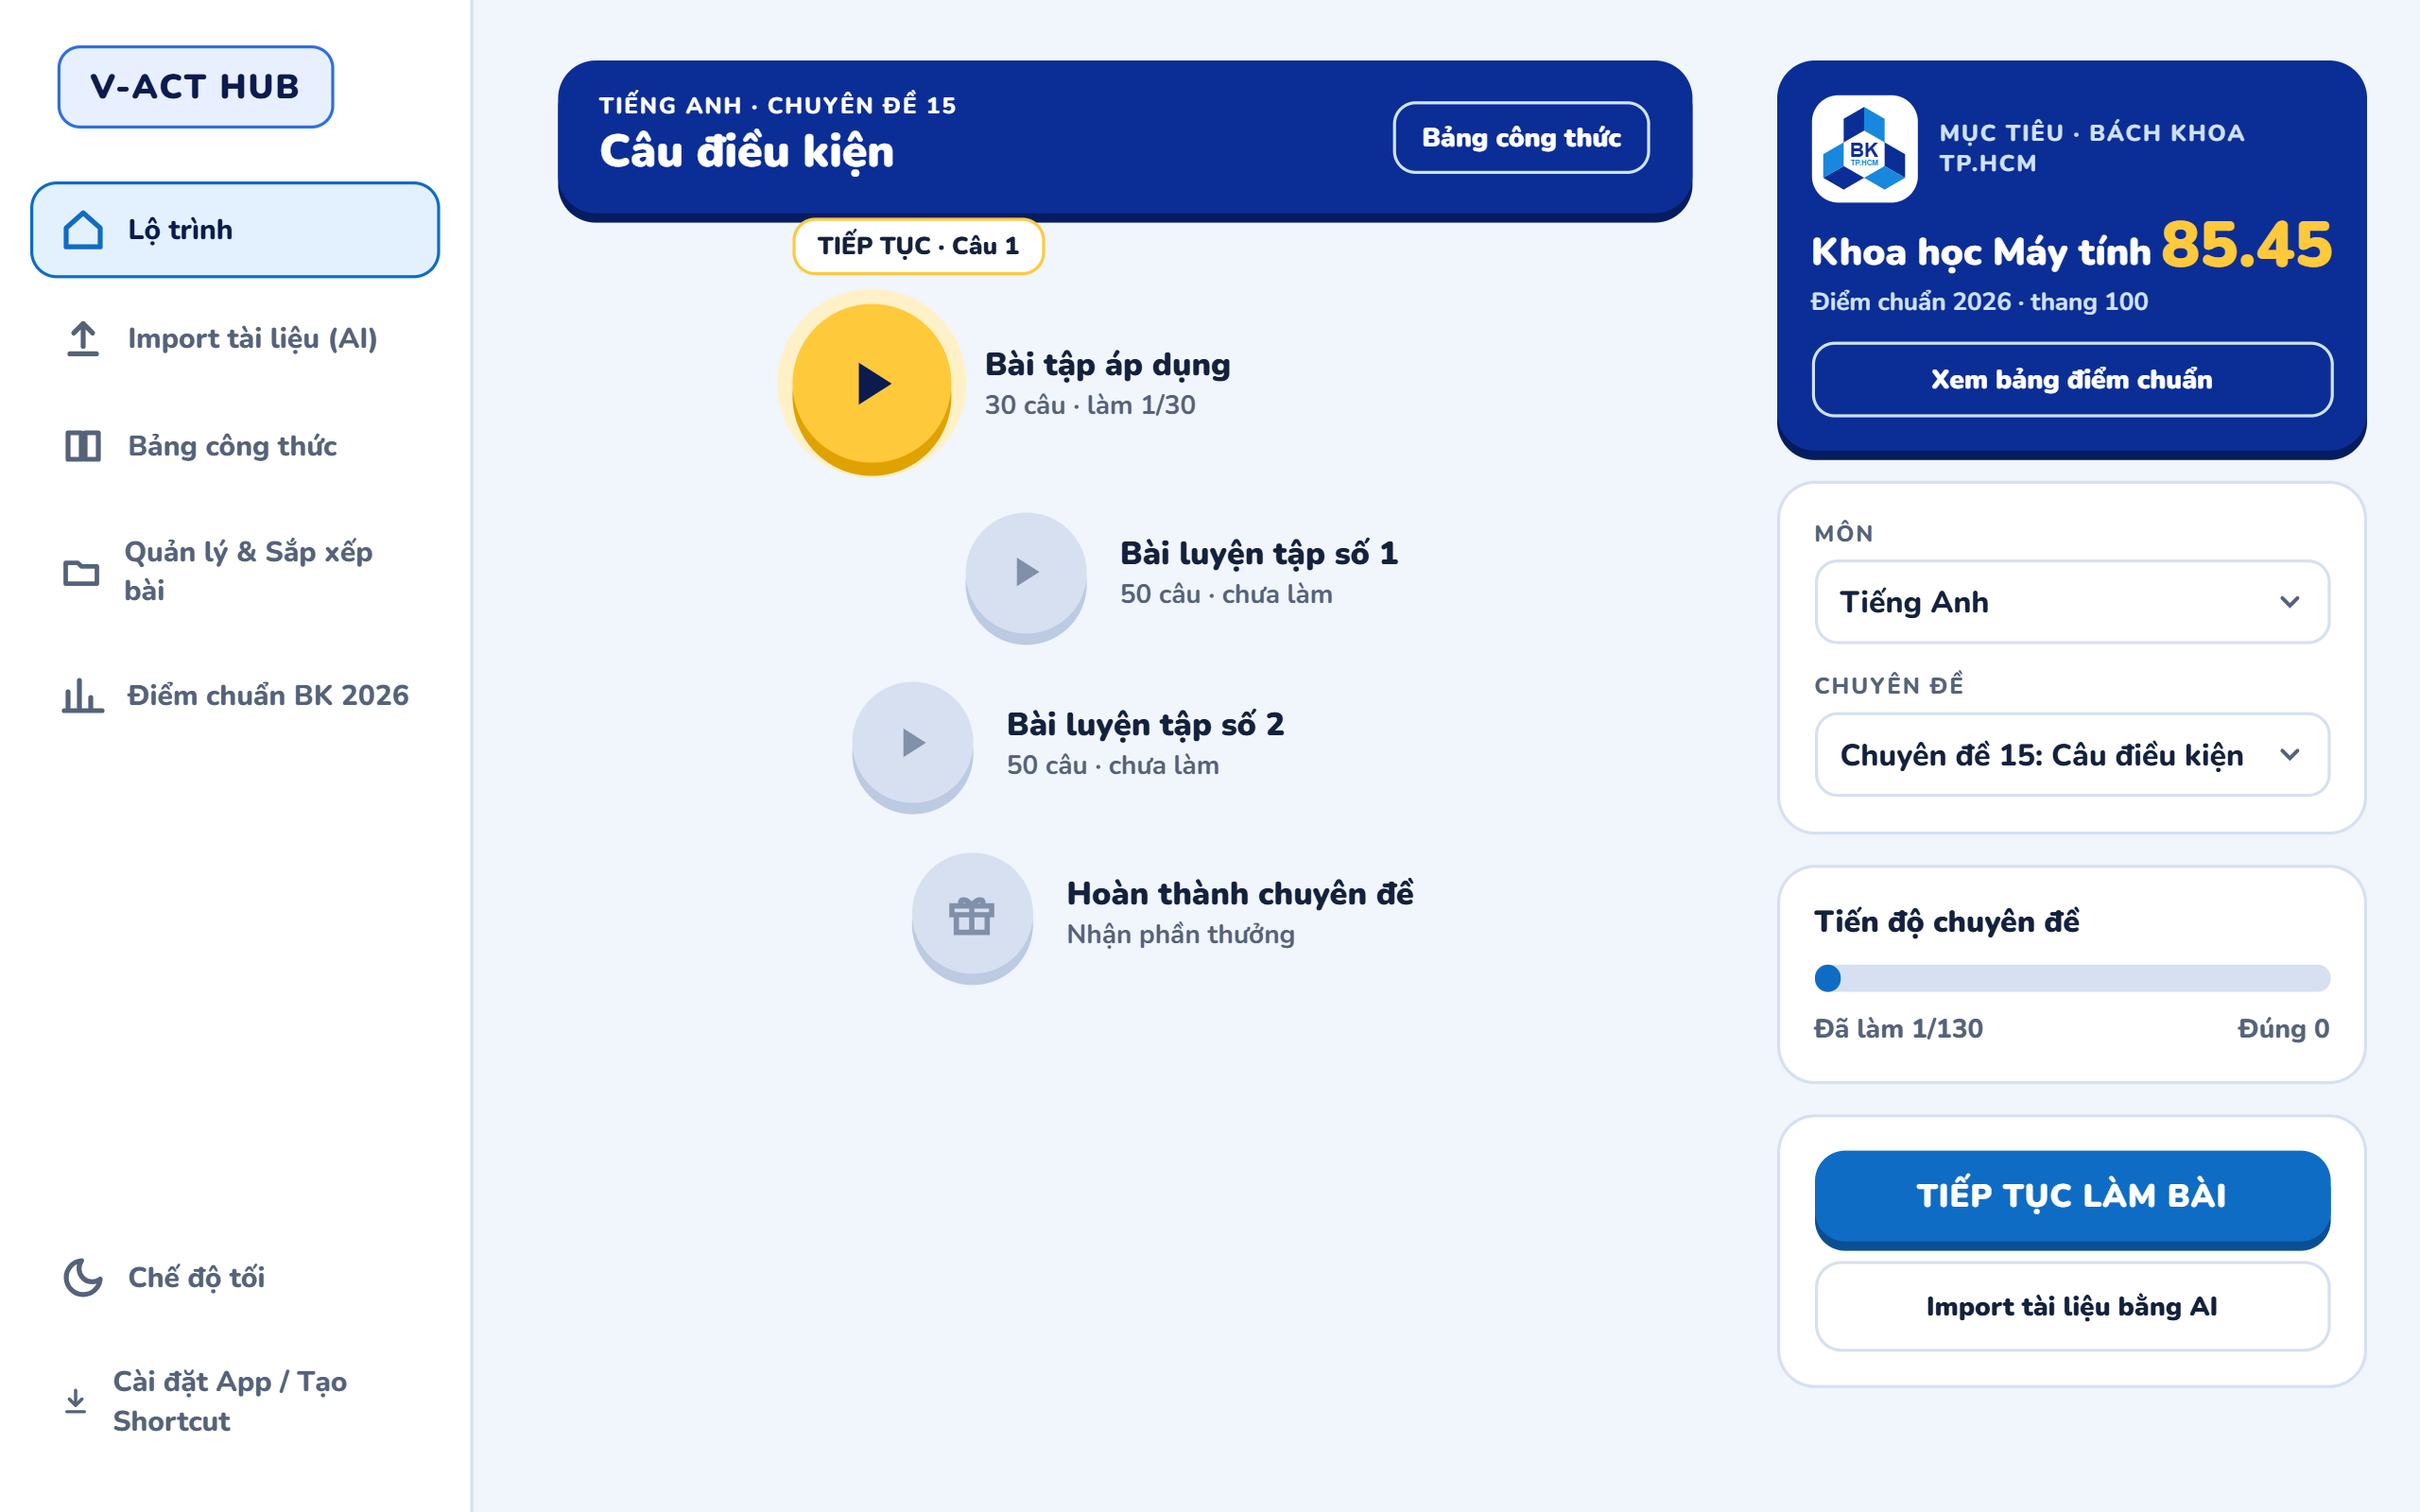 V-ACT HUB
Lộ trình
Import tài liệu (AI)
Bảng công thức
Quản lý & Sắp xếp
bài
Điểm chuẩn BK 2026
Chế độ tối
Cài đặt App / Tạo
Shortcut
TIẾNG ANH · CHUYÊN ĐỀ 15
Câu điều kiện
Bảng công thức
TIẾP TỤC · Câu 1
Bài tập áp dụng
30 câu · làm 1/30
Bài luyện tập số 1
50 câu · chưa làm
Bài luyện tập số 2
50 câu · chưa làm
Hoàn thành chuyên đề
Nhận phần thưởng
BK
TP.HCM
MỤC TIÊU · BÁCH KHOA
TP.HCM
Khoa học Máy tính 85.45
Điểm chuẩn 2026 · thang 100
Xem bảng điểm chuẩn
MÔN
Tiếng Anh
CHUYÊN ĐỀ
Chuyên đề 15: Câu điều kiện
Tiến độ chuyên đề
Đã làm 1/130
Đúng 0
TIẾP TỤC LÀM BÀI
Import tài liệu bằng AI